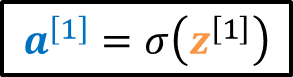 a^[1] = σ(z^[1])